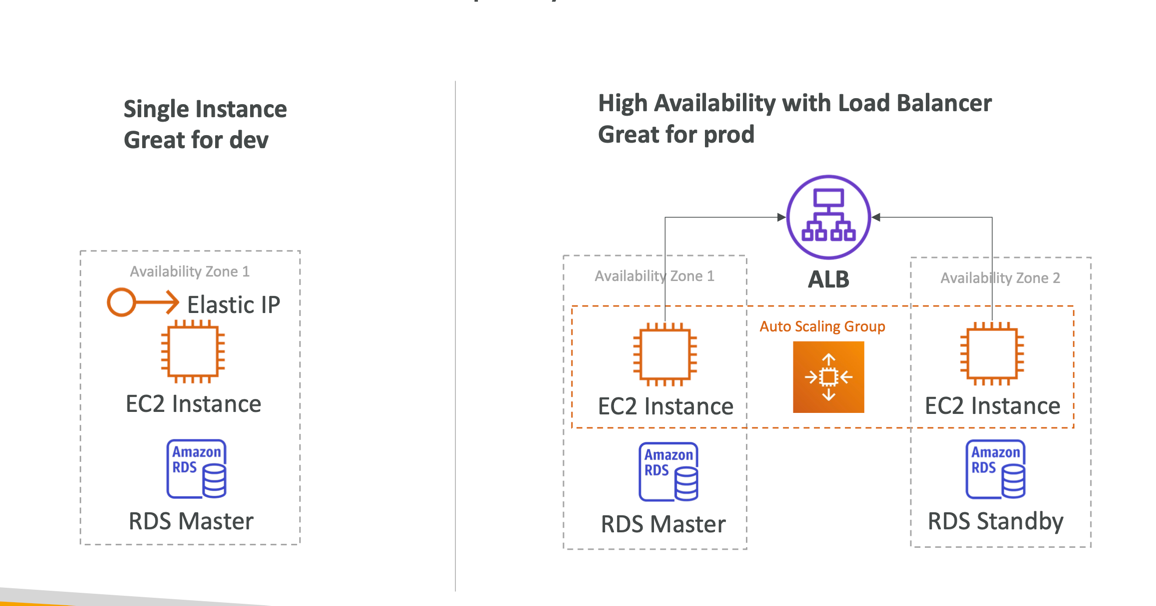 Single Instance
Great for dev
Availability Zone 1
Elastic IP
EC2 Instance
Amazon
RDS
RDS Master
High Availability with Load Balancer
Great for prod
ALB
Availability Zone 1
Auto Scaling Group
EC2 Instance
Amazon
RDS
RDS Master
Availability Zone 2
EC2 Instance
Amazon
RDS
RDS Standby